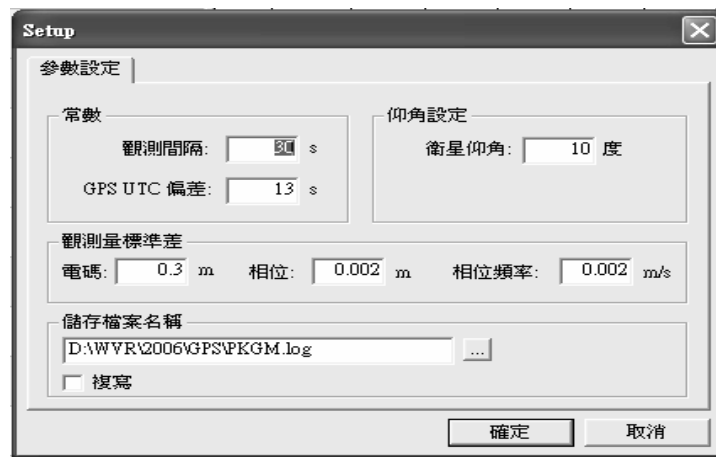 Setup
參數設定
常數
觀測間隔: 30 s
GPS UTC 偏差: 13 s
仰角設定
衛星仰角: 10 度
觀測量標準差
電碼: 0.3 m 相位: 0.002 m 相位頻率: 0.002 m/s
儲存檔案名稱
D:\WVR\2006\GPS\PKGM.log ...
複寫
確定 取消